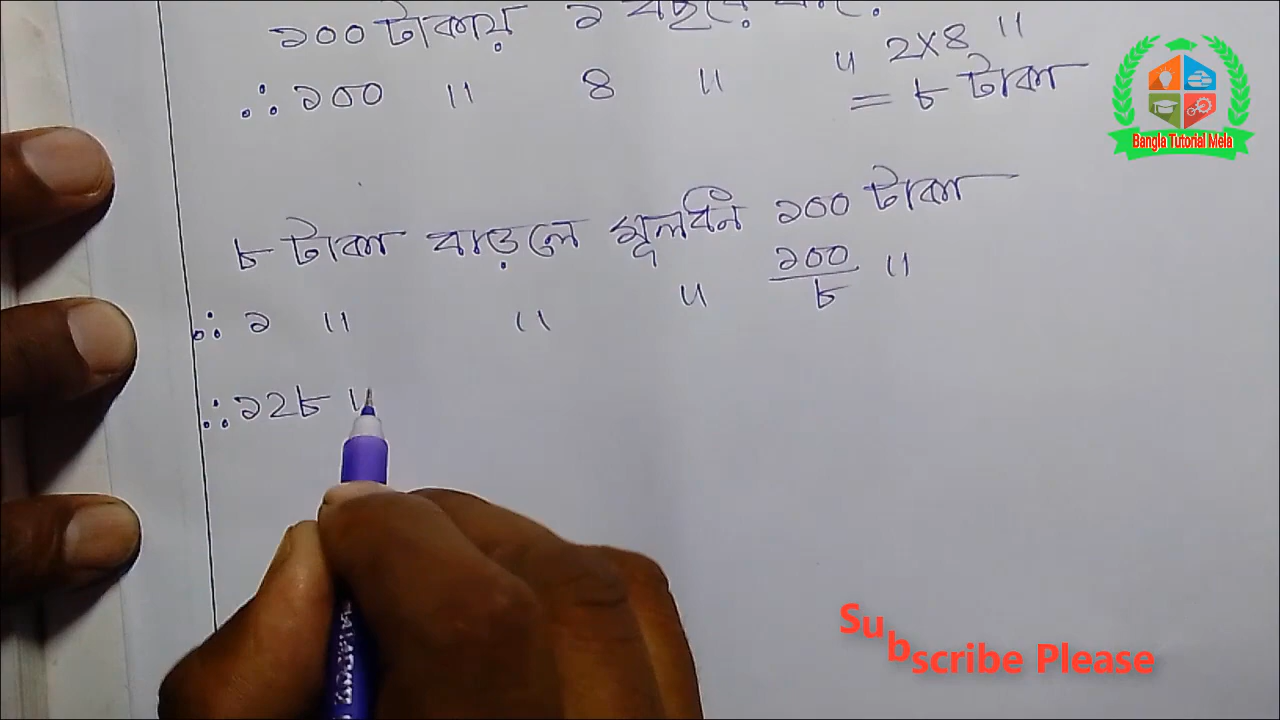 ১০০ টাকায় ১ বছরে
" ২×৪ "
∴ ১০০ " ৪ "
= ৮ টাকা
Bangla Tutorial Mela
৮ টাকা বাড়লে মূলধন ১০০ টাকা
∴ ১ " " " ১০০/৮ "
∴ ১২৮ "
Subscribe Please